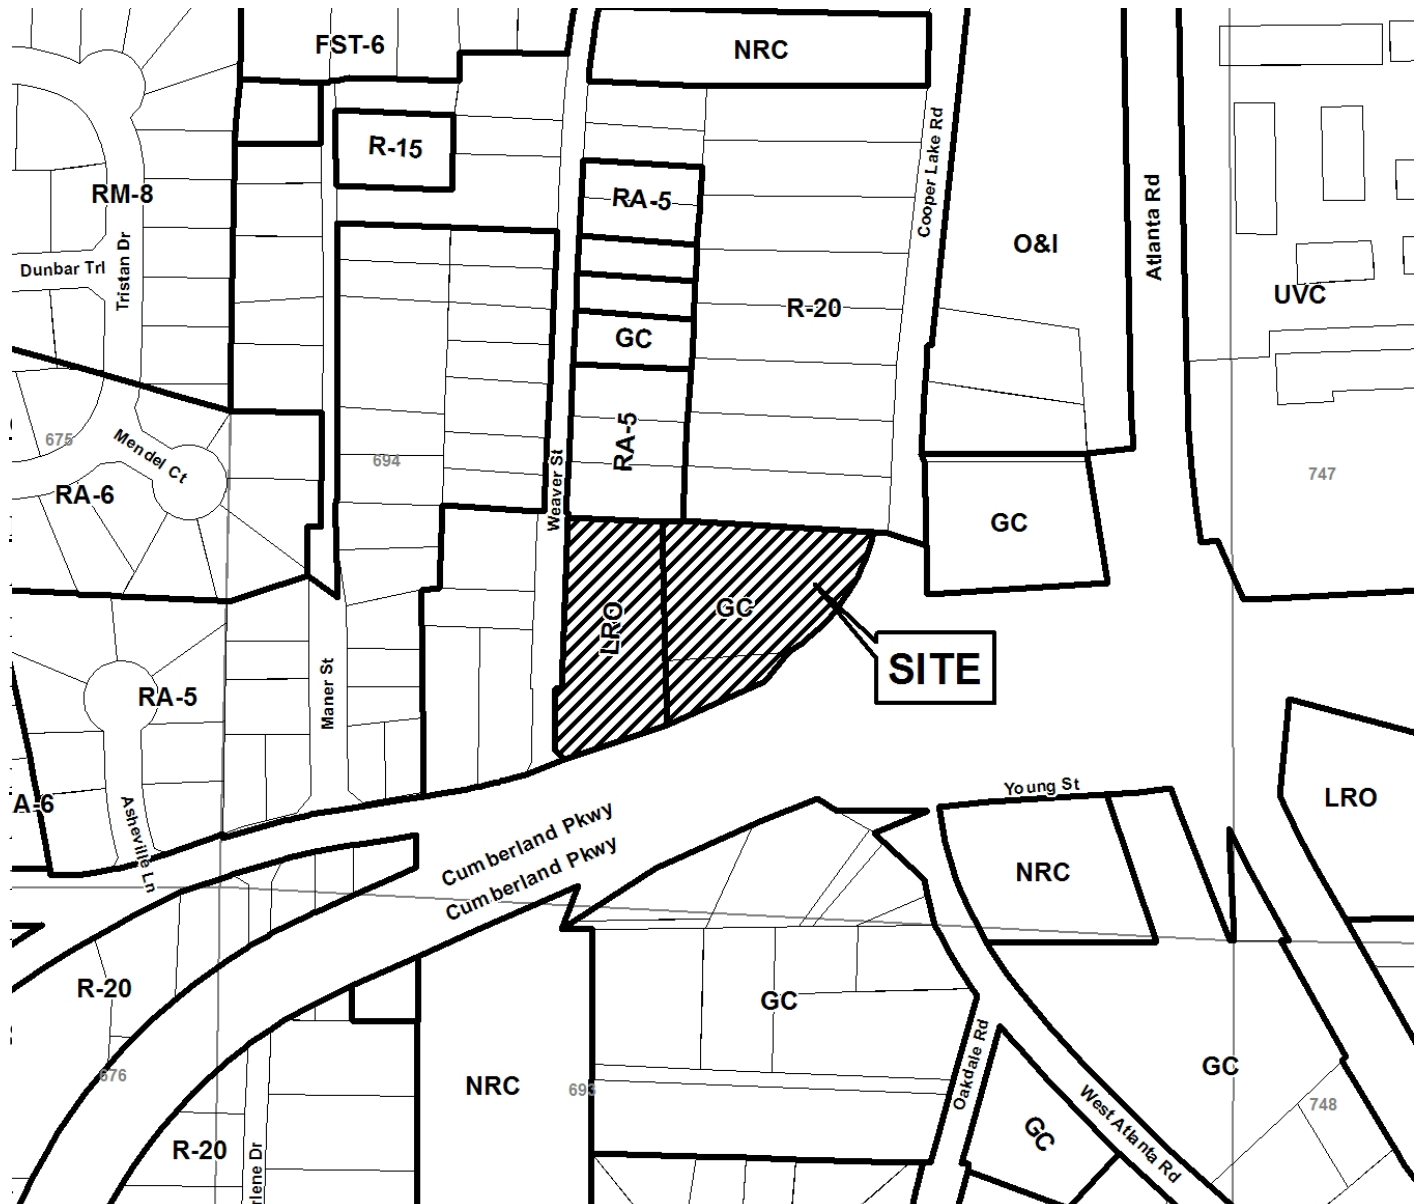 FST-6
NRC
R-15
Cooper Lake Rd
RM-8
RA-5
Atlanta Rd
O&I
Tristan Dr
Dunbar Trl
UVC
R-20
GC
675
Mendel Ct
RA-5
694
747
Weaver St
RA-6
GC
LRO
GC
SITE
Maner St
RA-5
A-6
Asheville Ln
Young St
LRO
Cumberland Pkwy
Cumberland Pkwy
NRC
R-20
GC
Oakdale Rd
GC
676
NRC
693
West Atlanta Rd
748
GC
R-20
rlene Dr